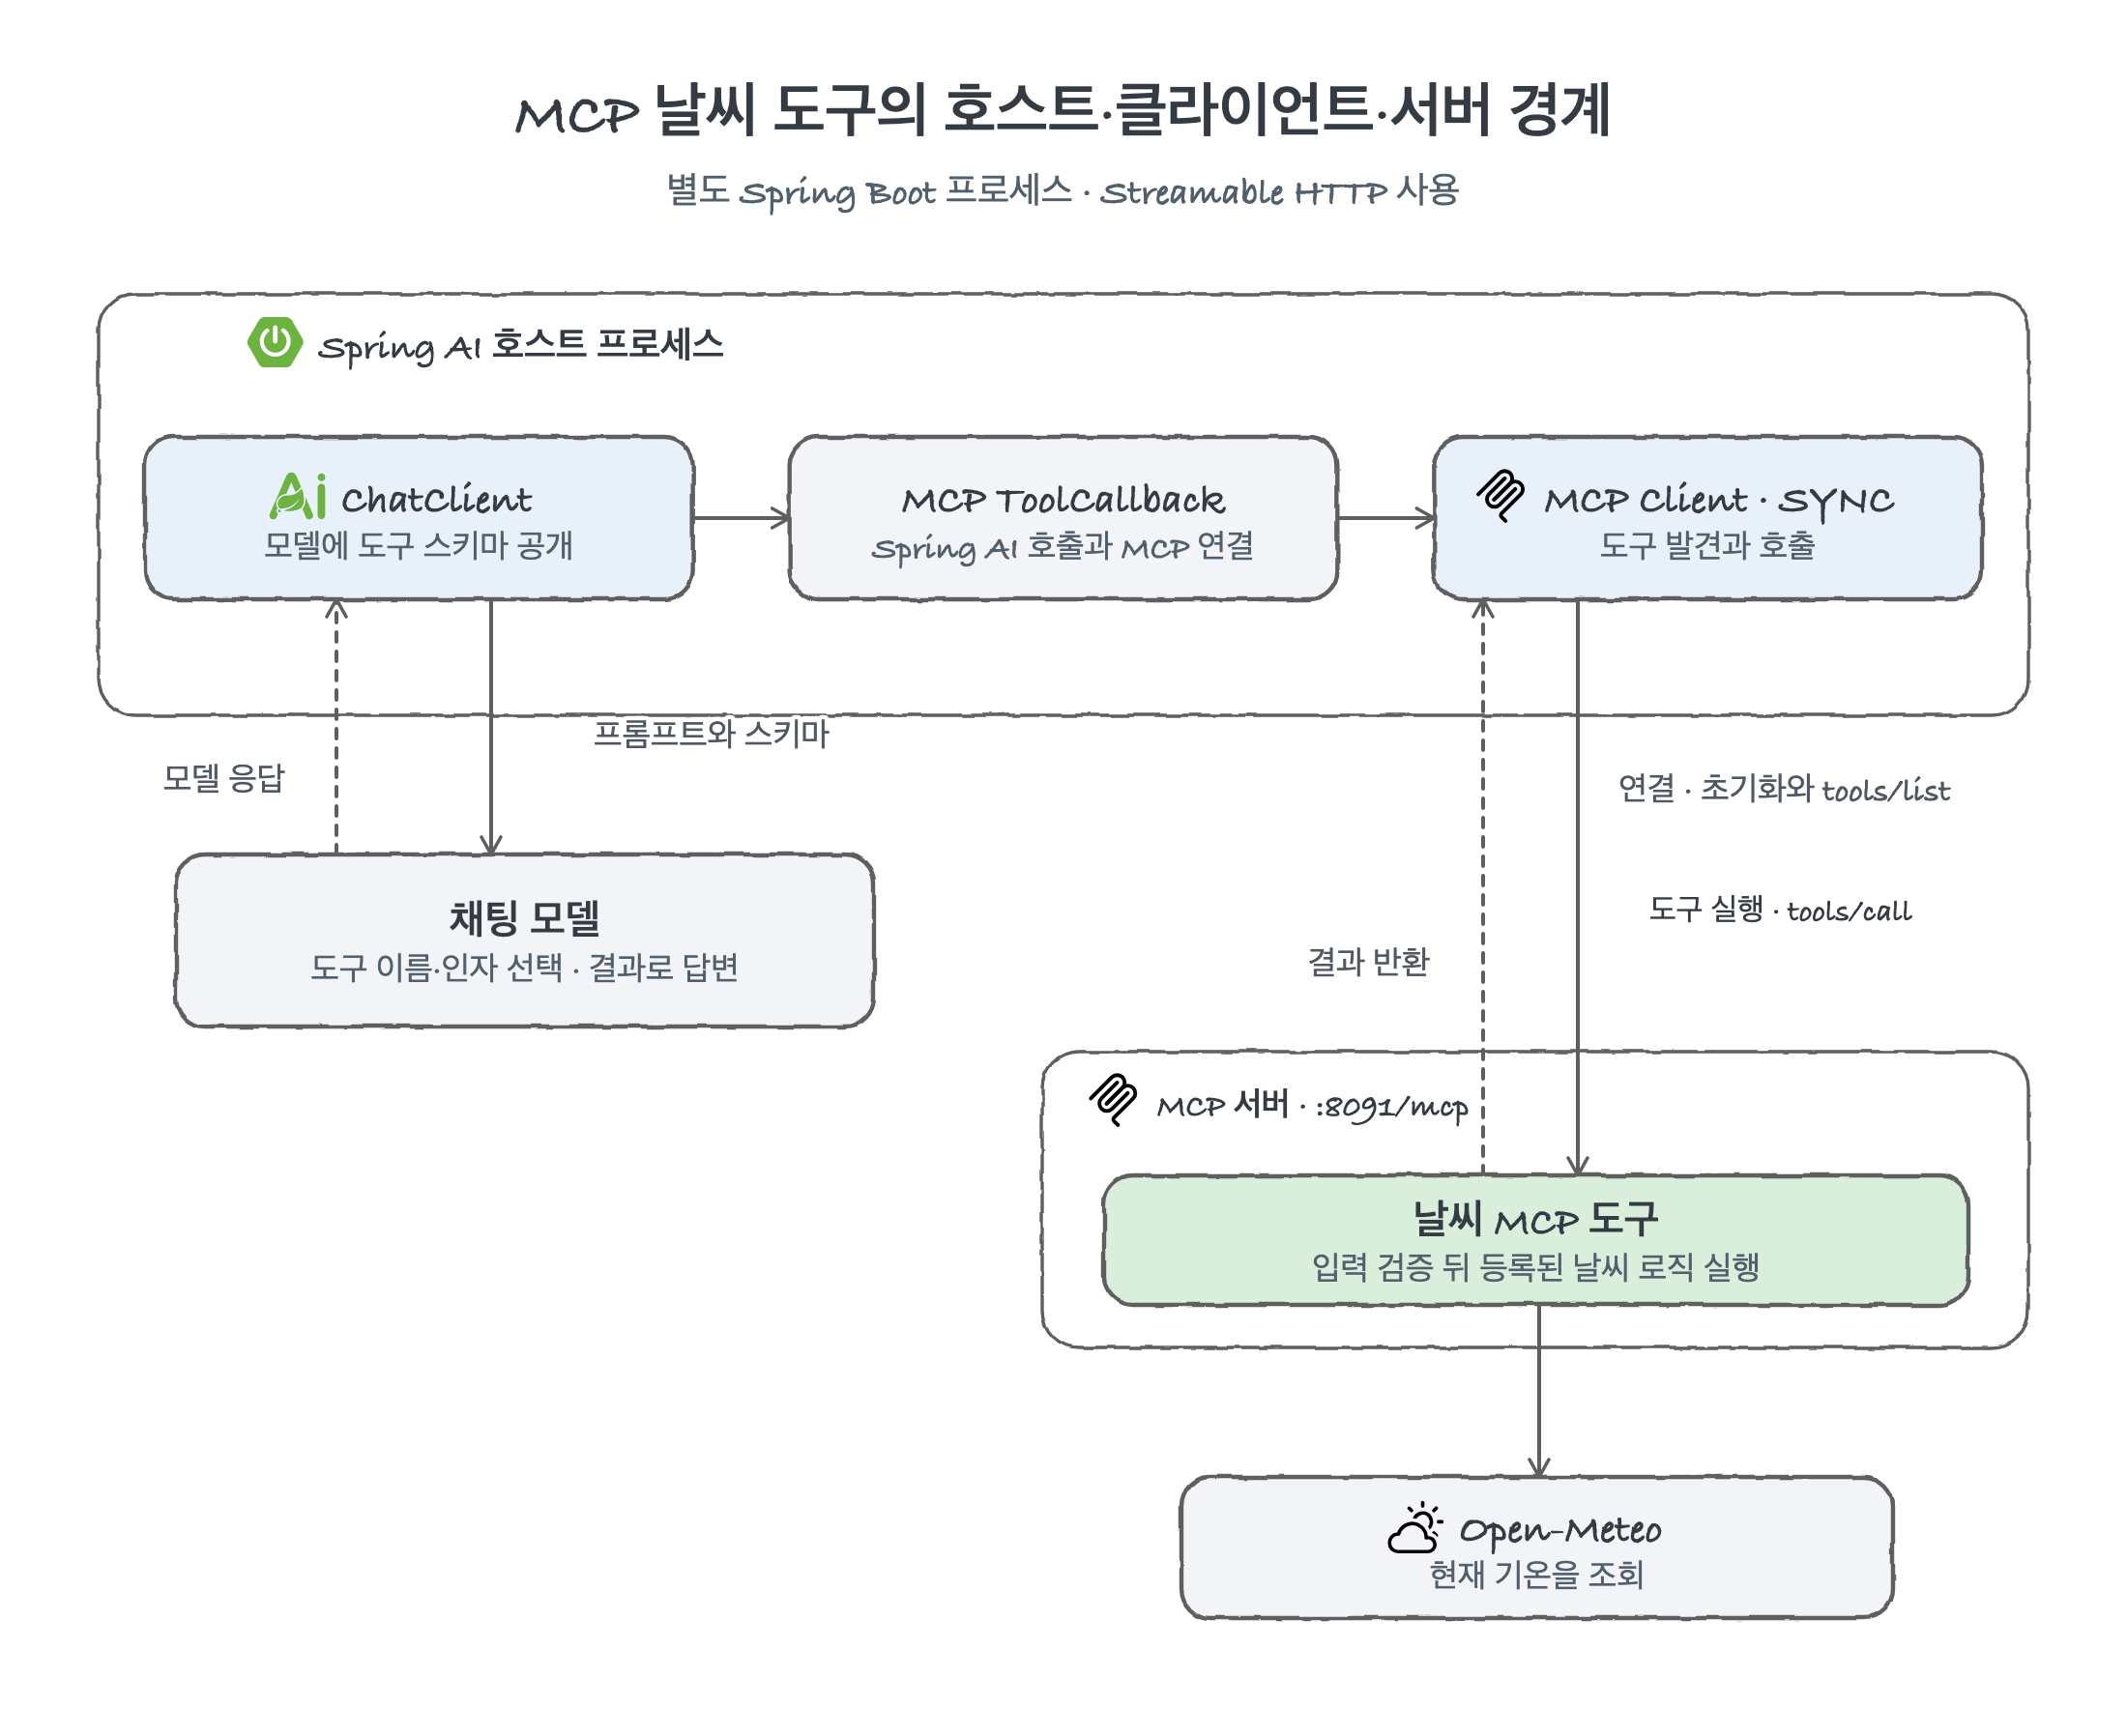 MCP 날씨 도구의 호스트·클라이언트·서버 경계
별도 Spring Boot 프로세스 · Streamable HTTP 사용
Spring AI 호스트 프로세스
Ai ChatClient
모델에 도구 스키마 공개
MCP ToolCallback
Spring AI 호출과 MCP 연결
MCP Client · SYNC
도구 발견과 호출
프롬프트와 스키마
모델 응답
연결 · 초기화와 tools/list
채팅 모델
도구 이름·인자 선택 · 결과로 답변
도구 실행 · tools/call
결과 반환
MCP 서버 · :8091/mcp
날씨 MCP 도구
입력 검증 뒤 등록된 날씨 로직 실행
Open-Meteo
현재 기온을 조회